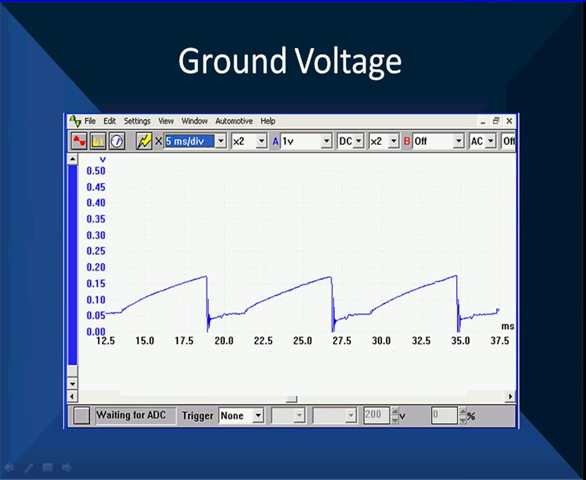 Ground Voltage
File Edit Settings View Window Automotive Help
X 5 ms/div x2 A 1v DC x2 B Off AC Off
v
0.50
0.45
0.40
0.35
0.30
0.25
0.20
0.15
0.10
0.05
0.00
ms
12.5 15.0 17.5 20.0 22.5 25.0 27.5 30.0 32.5 35.0 37.5
Waiting for ADC Trigger None 200 v 0 %